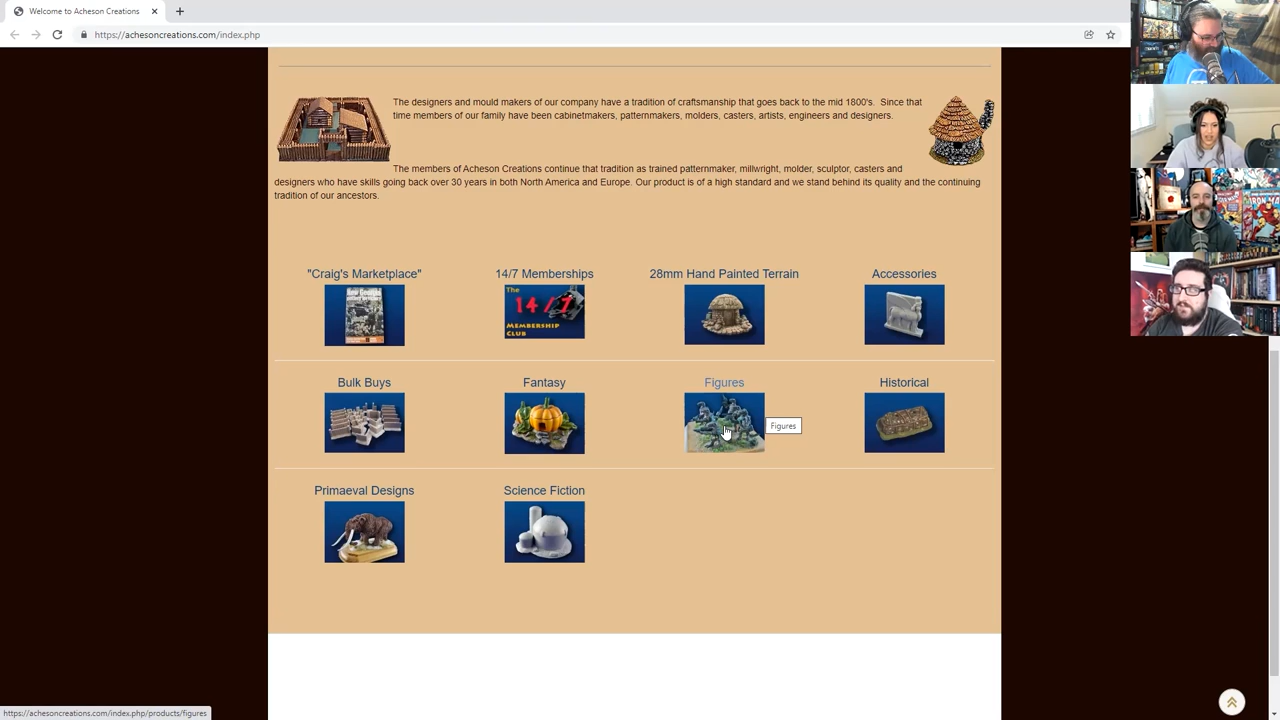 Welcome to Acheson Creations
https://achesoncreations.com/index.php
The designers and mould makers of our company have a tradition of craftsmanship that goes back to the mid 1800's. Since that
time members of our family have been cabinetmakers, patternmakers, molders, casters, artists, engineers and designers.
The members of Acheson Creations continue that tradition as trained patternmaker, millwright, molder, sculptor, casters and
designers who have skills going back over 30 years in both North America and Europe. Our product is of a high standard and we stand behind its quality and the continuing
tradition of our ancestors.
"Craig's Marketplace"
14/7 Memberships
28mm Hand Painted Terrain
Accessories
The
14/7
MEMBERSHIP
CLUB
Bulk Buys
Fantasy
Figures
Historical
Figures
Primaeval Designs
Science Fiction
https://achesoncreations.com/index.php/products/figures